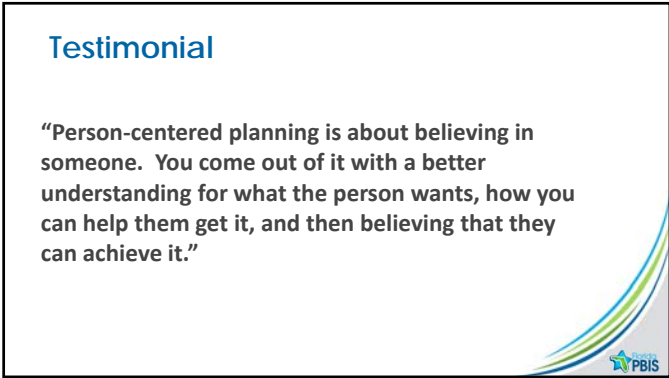 Testimonial
“Person-centered planning is about believing in
someone.  You come out of it with a better
understanding for what the person wants, how you
can help them get it, and then believing that they
can achieve it.”
Florida
PBIS